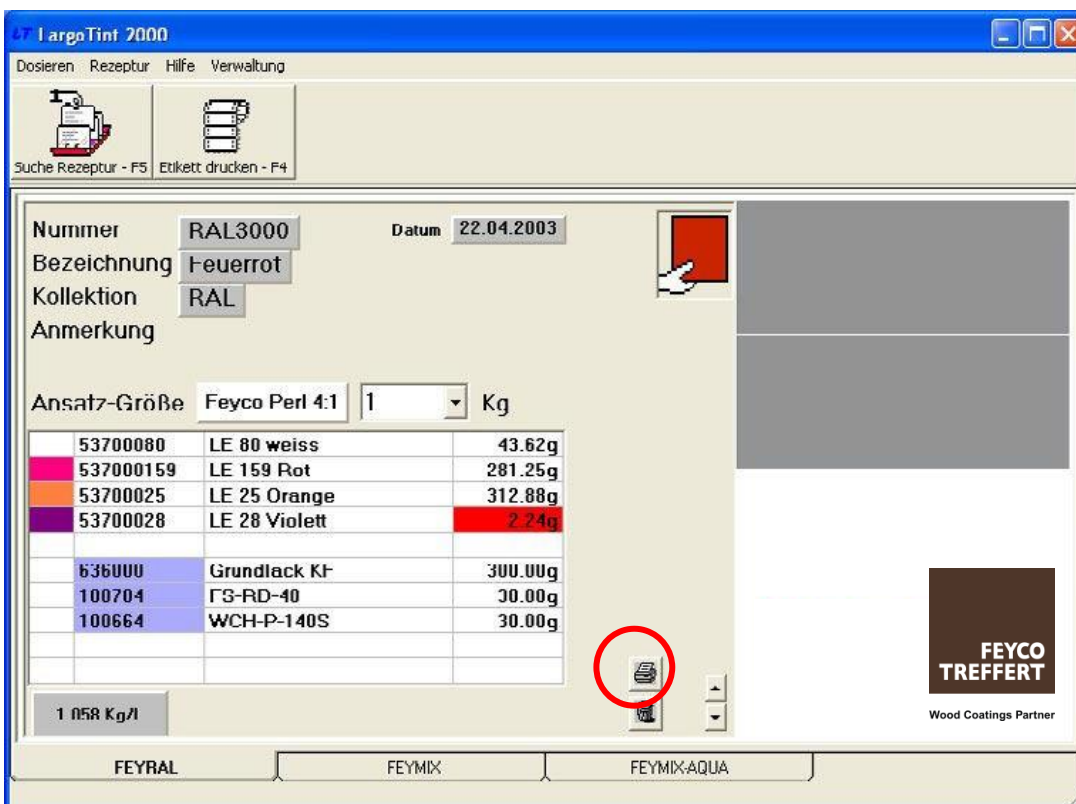 LargoTint 2000
Dosieren Rezeptur Hilfe Verwaltung
Suche Rezeptur - F5 Etikett drucken - F4
Nummer RAL3000 Datum 22.04.2003
Bezeichnung Feuerrot
Kollektion RAL
Anmerkung
Ansatz-Größe Feyco Perl 4:1 1 Kg
53700080 LE 80 weiss 43.62g
537000159 LE 159 Rot 281.25g
53700025 LE 25 Orange 312.88g
53700028 LE 28 Violett 2.24g
636000 Grundlack KF 300.00g
100704 FS-RD-40 30.00g
100664 WCH-P-140S 30.00g
FEYCO
TREFFERT
Wood Coatings Partner
1.058 Kg/l
FEYRAL FEYMIX FEYMIX-AQUA